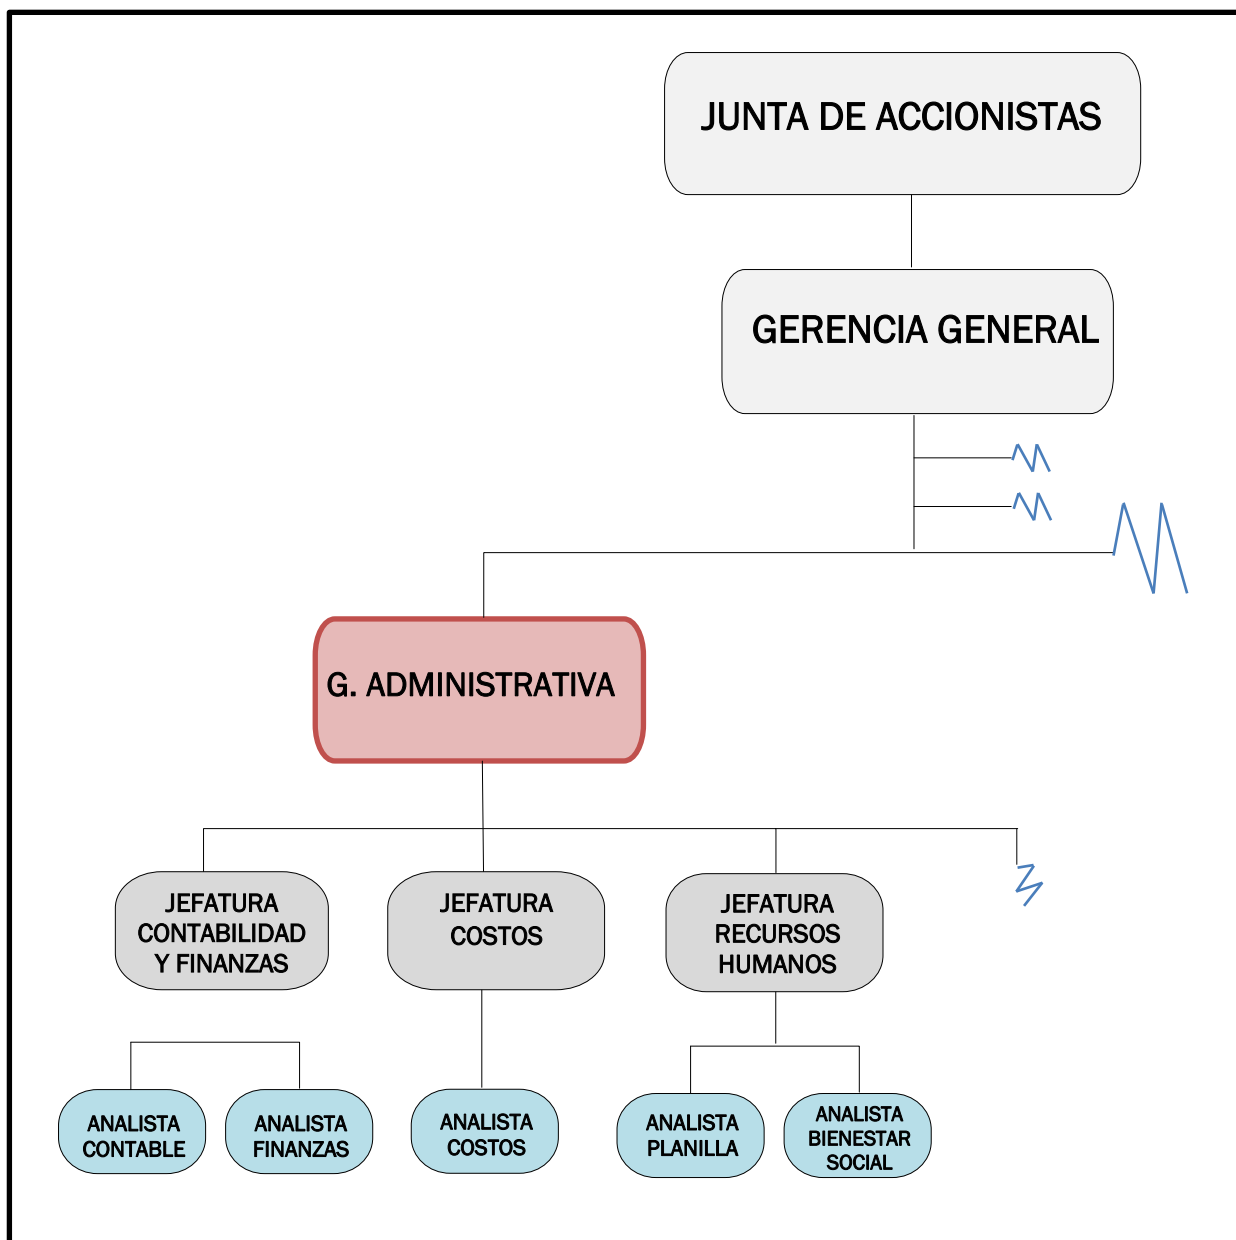 JUNTA DE ACCIONISTAS
GERENCIA GENERAL
G. ADMINISTRATIVA
JEFATURA
CONTABILIDAD
Y FINANZAS
JEFATURA
COSTOS
JEFATURA
RECURSOS
HUMANOS
ANALISTA
CONTABLE
ANALISTA
FINANZAS
ANALISTA
COSTOS
ANALISTA
PLANILLA
ANALISTA
BIENESTAR
SOCIAL